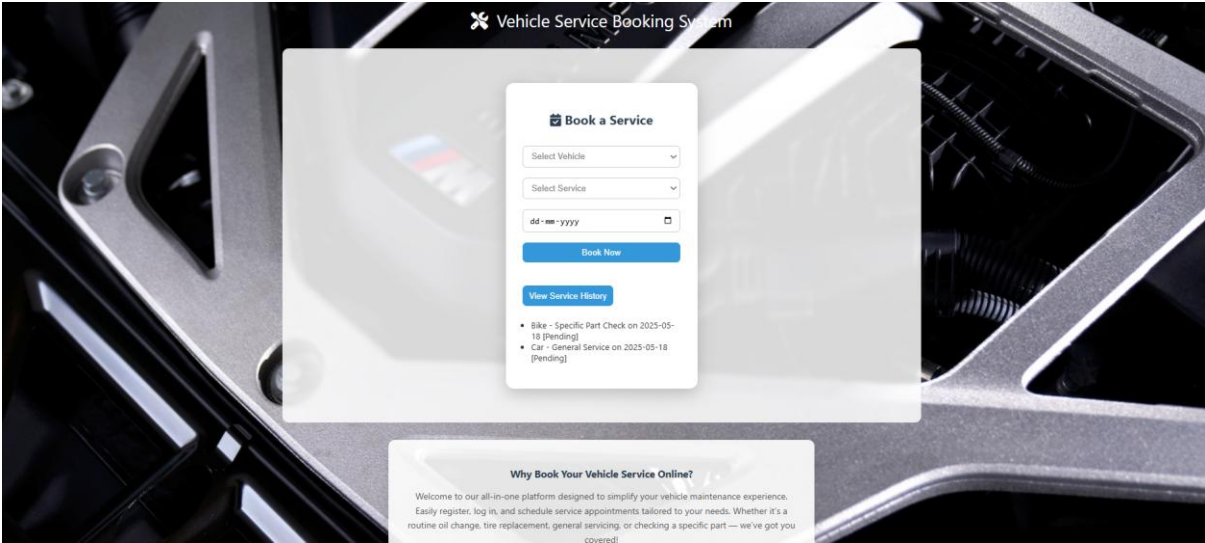 Vehicle Service Booking System
Book a Service
Select Vehicle
Select Service
dd-mm-yyyy
Book Now
View Service History
Bike - Specific Part Check on 2025-05-
18 [Pending]
Car - General Service on 2025-05-18
[Pending]
Why Book Your Vehicle Service Online?
Welcome to our all-in-one platform designed to simplify your vehicle maintenance experience.
Easily register, log in, and schedule service appointments tailored to your needs. Whether it's a
routine oil change, tire replacement, general servicing, or checking a specific part — we've got you
covered!